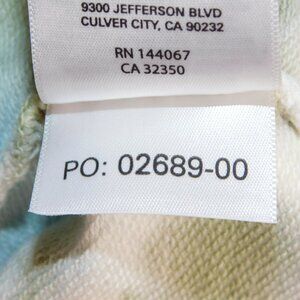 9300 JEFFERSON BLVD
CULVER CITY, CA 90232
RN 144067
CA 32350
PO: 02689-00